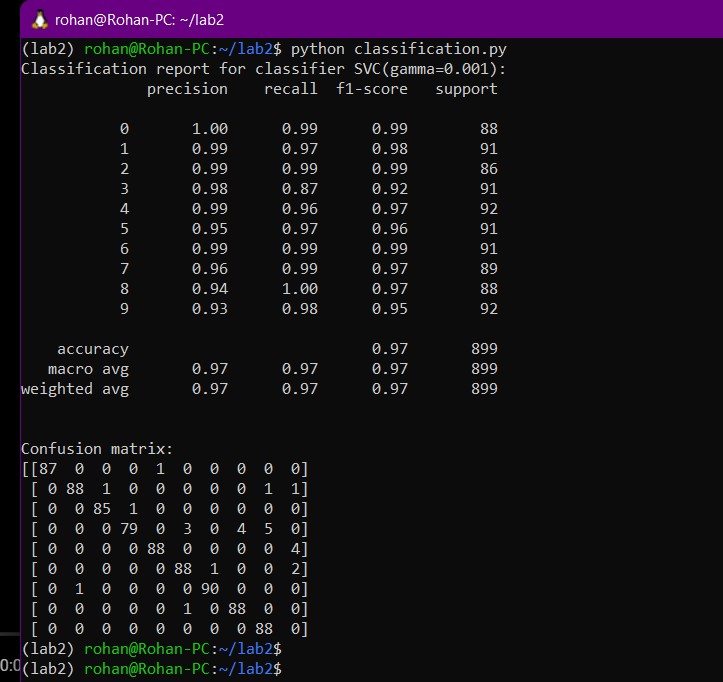 rohan@Rohan-PC: ~/lab2
(lab2) rohan@Rohan-PC:~/lab2$ python classification.py
Classification report for classifier SVC(gamma=0.001):
              precision    recall  f1-score   support

           0       1.00      0.99      0.99        88
           1       0.99      0.97      0.98        91
           2       0.99      0.99      0.99        86
           3       0.98      0.87      0.92        91
           4       0.99      0.96      0.97        92
           5       0.95      0.97      0.96        91
           6       0.99      0.99      0.99        91
           7       0.96      0.99      0.97        89
           8       0.94      1.00      0.97        88
           9       0.93      0.98      0.95        92

    accuracy                           0.97       899
   macro avg       0.97      0.97      0.97       899
weighted avg       0.97      0.97      0.97       899

Confusion matrix:
[[87  0  0  0  1  0  0  0  0  0]
 [ 0 88  1  0  0  0  0  0  1  1]
 [ 0  0 85  1  0  0  0  0  0  0]
 [ 0  0  0 79  0  3  0  4  5  0]
 [ 0  0  0  0 88  0  0  0  0  4]
 [ 0  0  0  0  0 88  1  0  0  2]
 [ 0  1  0  0  0  0 90  0  0  0]
 [ 0  0  0  0  0  1  0 88  0  0]
 [ 0  0  0  0  0  0  0  0 88  0]
(lab2) rohan@Rohan-PC:~/lab2$
(lab2) rohan@Rohan-PC:~/lab2$